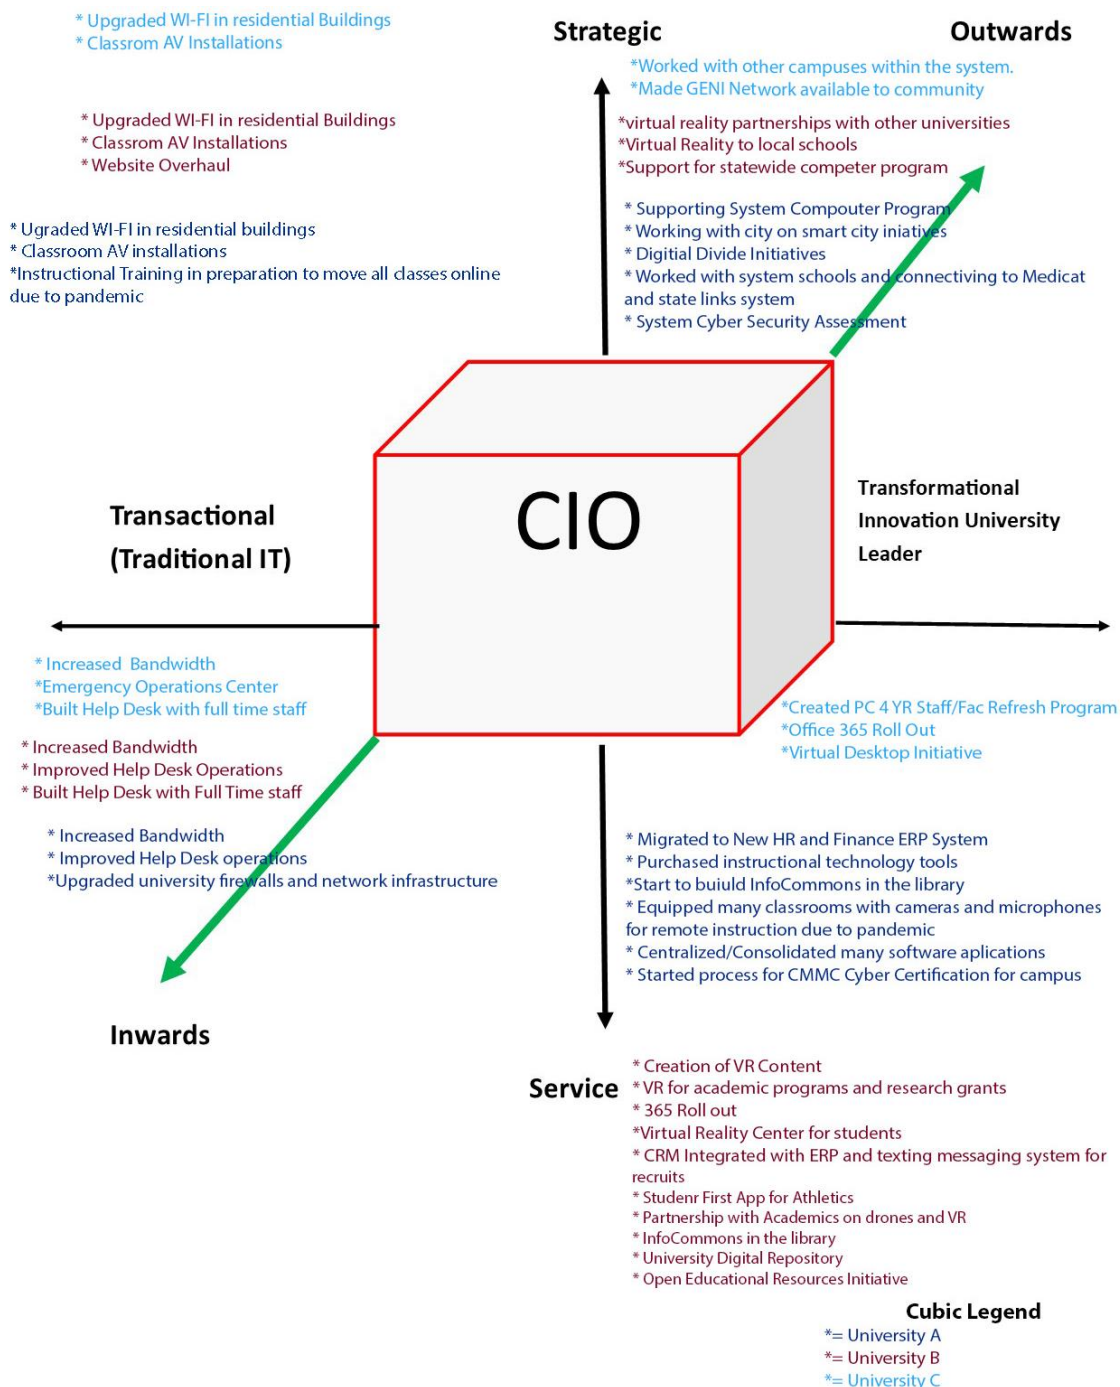 * Upgraded WI-FI in residential Buildings
* Classrom AV Installations
Strategic
Outwards
*Worked with other campuses within the system.
*Made GENI Network available to community
* Upgraded WI-FI in residential Buildings
* Classrom AV Installations
* Website Overhaul
*virtual reality partnerships with other universities
*Virtual Reality to local schools
*Support for statewide competer program
* Ugraded WI-FI in residential buildings
* Classroom AV installations
*Instructional Training in preparation to move all classes online
due to pandemic
* Supporting System Compouter Program
* Working with city on smart city iniatives
* Digitial Divide Initiatives
* Worked with system schools and connectiving to Medicat
and state links system
* System Cyber Security Assessment
CIO
Transactional
(Traditional IT)
Transformational
Innovation University
Leader
* Increased  Bandwidth
*Emergency Operations Center
*Built Help Desk with full time staff
*Created PC 4 YR Staff/Fac Refresh Program
*Office 365 Roll Out
*Virtual Desktop Initiative
* Increased Bandwidth
* Improved Help Desk Operations
* Built Help Desk with Full Time staff
* Increased Bandwidth
* Improved Help Desk operations
*Upgraded university firewalls and network infrastructure
* Migrated to New HR and Finance ERP System
* Purchased instructional technology tools
*Start to buiuld InfoCommons in the library
* Equipped many classrooms with cameras and microphones
for remote instruction due to pandemic
* Centralized/Consolidated many software aplications
* Started process for CMMC Cyber Certification for campus
Inwards
Service
* Creation of VR Content
* VR for academic programs and research grants
* 365 Roll out
*Virtual Reality Center for students
* CRM Integrated with ERP and texting messaging system for
recruits
* Studenr First App for Athletics
* Partnership with Academics on drones and VR
* InfoCommons in the library
* University Digital Repository
* Open Educational Resources Initiative
Cubic Legend
*= University A
*= University B
*= University C